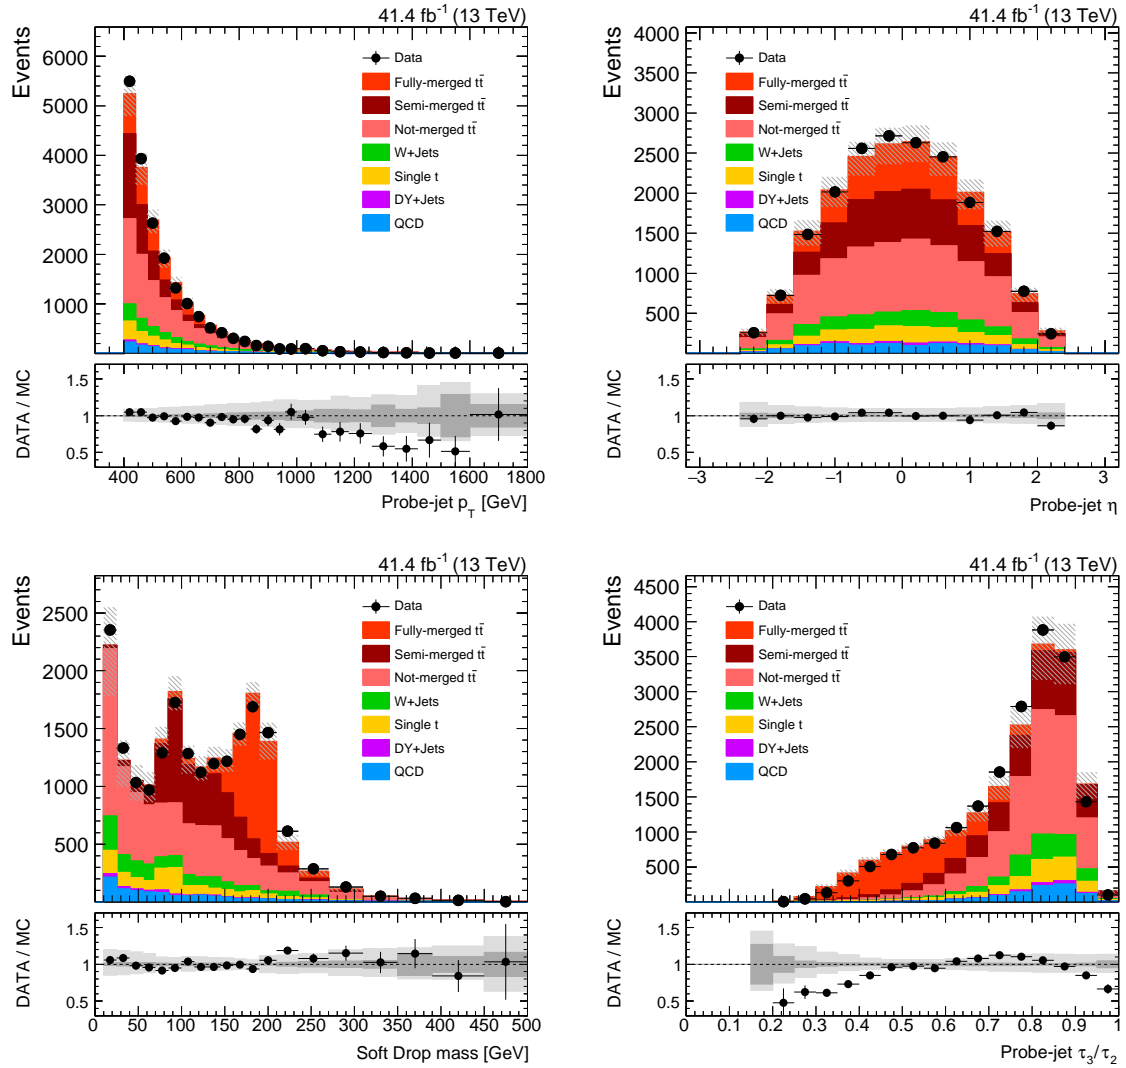 41.4 fb⁻¹ (13 TeV)
Events
6000
5000
4000
3000
2000
1000
Data
Fully-merged tt̄
Semi-merged tt̄
Not-merged tt̄
W+Jets
Single t
DY+Jets
QCD
DATA / MC
1.5
1
0.5
400 600 800 1000 1200 1400 1600 1800
Probe-jet p_T [GeV]
41.4 fb⁻¹ (13 TeV)
Events
4000
3500
3000
2500
2000
1500
1000
500
Data
Fully-merged tt̄
Semi-merged tt̄
Not-merged tt̄
W+Jets
Single t
DY+Jets
QCD
DATA / MC
1.5
1
0.5
−3 −2 −1 0 1 2 3
Probe-jet η
41.4 fb⁻¹ (13 TeV)
Events
2500
2000
1500
1000
500
Data
Fully-merged tt̄
Semi-merged tt̄
Not-merged tt̄
W+Jets
Single t
DY+Jets
QCD
DATA / MC
1.5
1
0.5
0 50 100 150 200 250 300 350 400 450 500
Soft Drop mass [GeV]
41.4 fb⁻¹ (13 TeV)
Events
4500
4000
3500
3000
2500
2000
1500
1000
500
Data
Fully-merged tt̄
Semi-merged tt̄
Not-merged tt̄
W+Jets
Single t
DY+Jets
QCD
DATA / MC
1.5
1
0.5
0 0.1 0.2 0.3 0.4 0.5 0.6 0.7 0.8 0.9 1
Probe-jet τ₃/τ₂